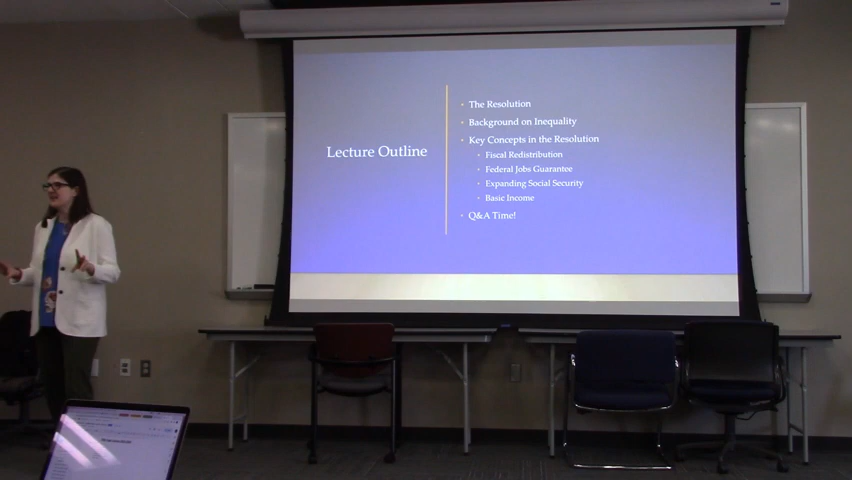 Lecture Outline
The Resolution
Background on Inequality
Key Concepts in the Resolution
Fiscal Redistribution
Federal Jobs Guarantee
Expanding Social Security
Basic Income
Q&A Time!